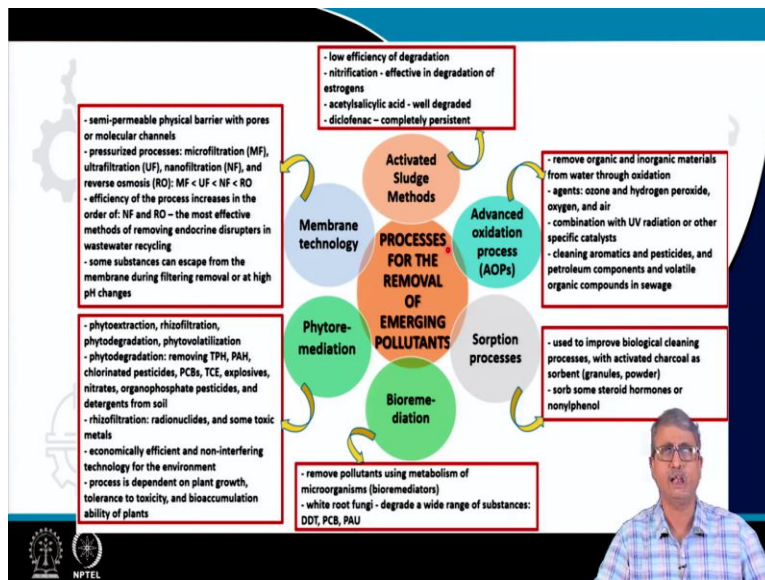 - low efficiency of degradation
- nitrification - effective in degradation of
estrogens
- acetylsalicylic acid - well degraded
- diclofenac – completely persistent
- semi-permeable physical barrier with pores
or molecular channels
- pressurized processes: microfiltration (MF),
ultrafiltration (UF), nanofiltration (NF), and
reverse osmosis (RO): MF < UF < NF < RO
- efficiency of the process increases in the
order of: NF and RO – the most effective
methods of removing endocrine disrupters in
wastewater recycling
- some substances can escape from the
membrane during filtering removal or at high
pH changes
Activated
Sludge
Methods
Membrane
technology
Advanced
oxidation
process
(AOPs)
- remove organic and inorganic materials
from water through oxidation
- agents: ozone and hydrogen peroxide,
oxygen, and air
- combination with UV radiation or other
specific catalysts
- cleaning aromatics and pesticides, and
petroleum components and volatile
organic compounds in sewage
PROCESSES
FOR THE
REMOVAL
OF
EMERGING
POLLUTANTS
Phytore-
mediation
Sorption
processes
Bioreme-
diation
- phytoextraction, rhizofiltration,
phytodegradation, phytovolatilization
- phytodegradation: removing TPH, PAH,
chlorinated pesticides, PCBs, TCE, explosives,
nitrates, organophosphate pesticides, and
detergents from soil
- rhizofiltration: radionuclides, and some toxic
metals
- economically efficient and non-interfering
technology for the environment
- process is dependent on plant growth,
tolerance to toxicity, and bioaccumulation
ability of plants
- used to improve biological cleaning
processes, with activated charcoal as
sorbent (granules, powder)
- sorb some steroid hormones or
nonylphenol
- remove pollutants using metabolism of
microorganisms (bioremediators)
- white root fungi - degrade a wide range of substances:
DDT, PCB, PAU
NPTEL